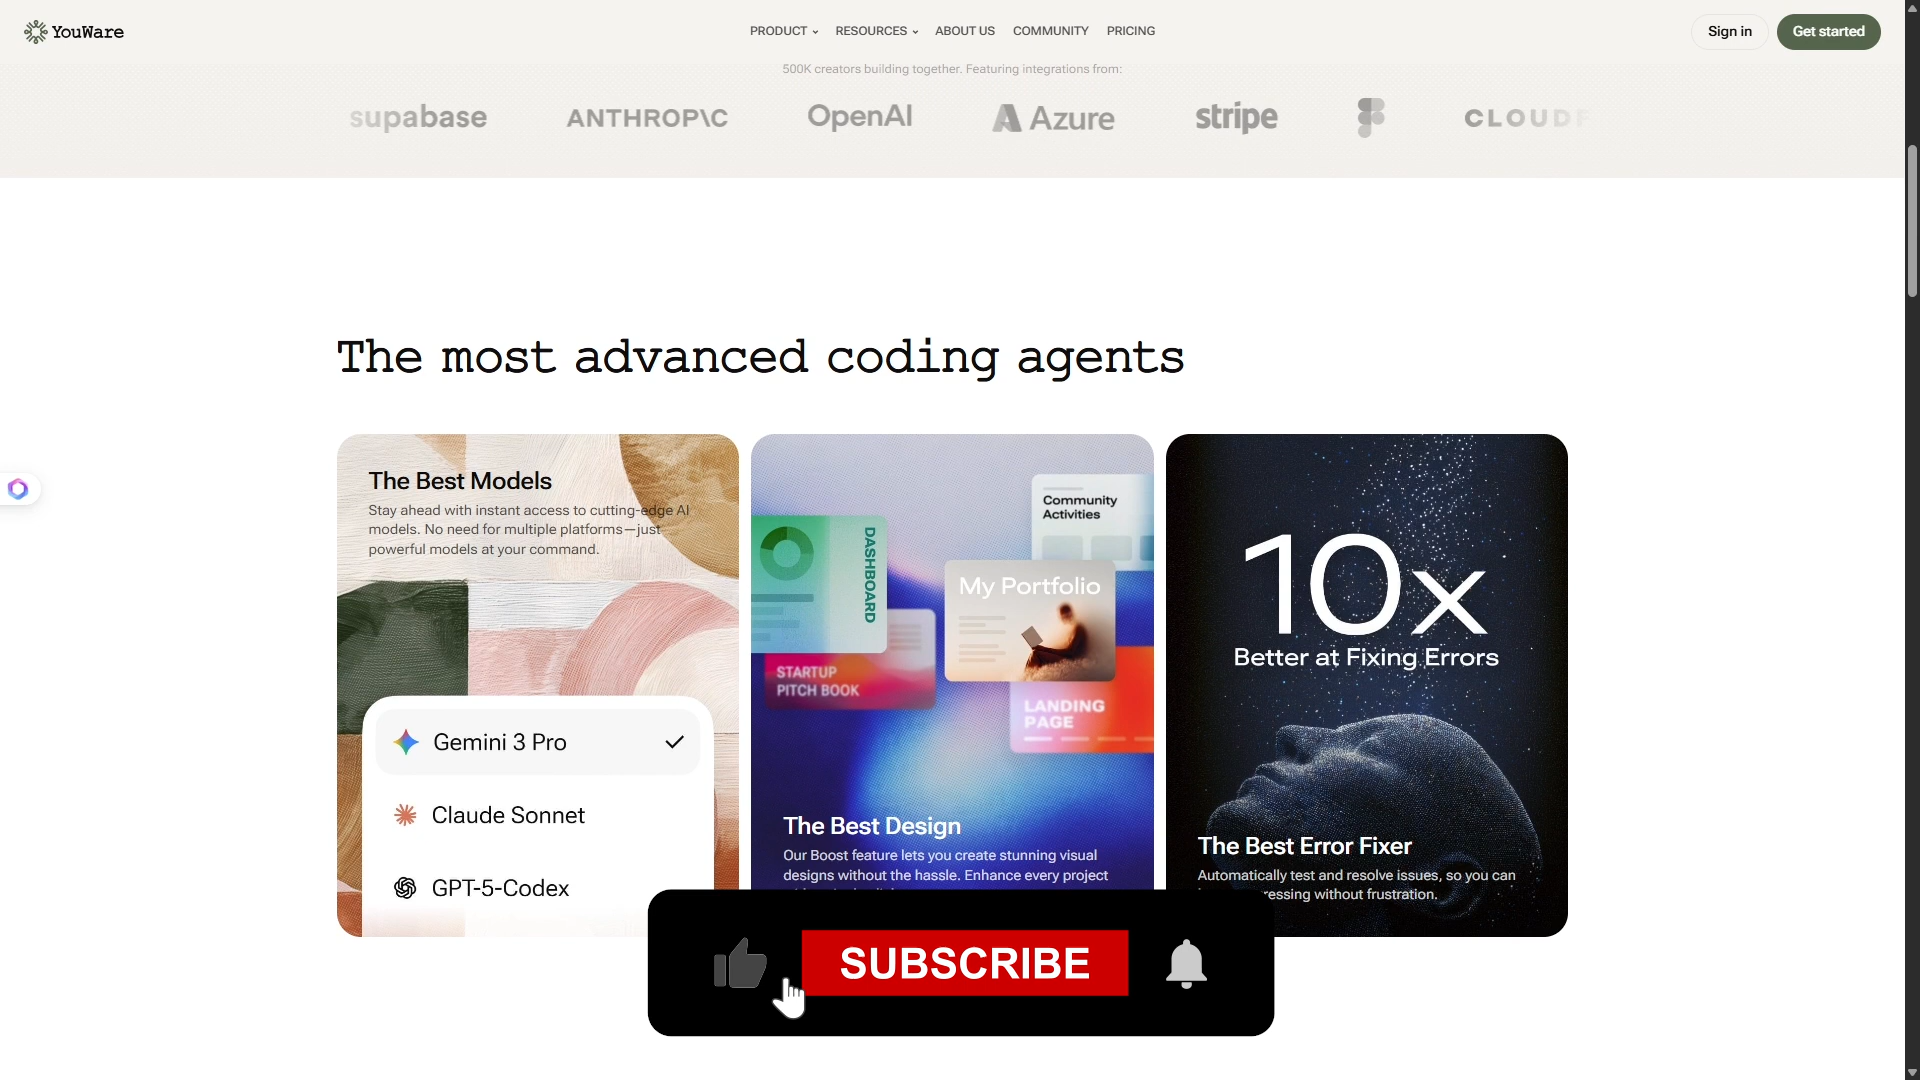 YouWare
PRODUCT
RESOURCES
ABOUT US
COMMUNITY
PRICING
Sign in
Get started
500K creators building together. Featuring integrations from:
supabase
ANTHROP\C
OpenAI
Azure
stripe
CLOUDF
The most advanced coding agents
The Best Models
Stay ahead with instant access to cutting-edge AI
models. No need for multiple platforms—just
powerful models at your command.
Gemini 3 Pro
Claude Sonnet
GPT-5-Codex
Community
Activities
DASHBOARD
My Portfolio
STARTUP
PITCH BOOK
LANDING
PAGE
The Best Design
Our Boost feature lets you create stunning visual
designs without the hassle. Enhance every project
10x
Better at Fixing Errors
The Best Error Fixer
Automatically test and resolve issues, so you can
ressing without frustration.
SUBSCRIBE